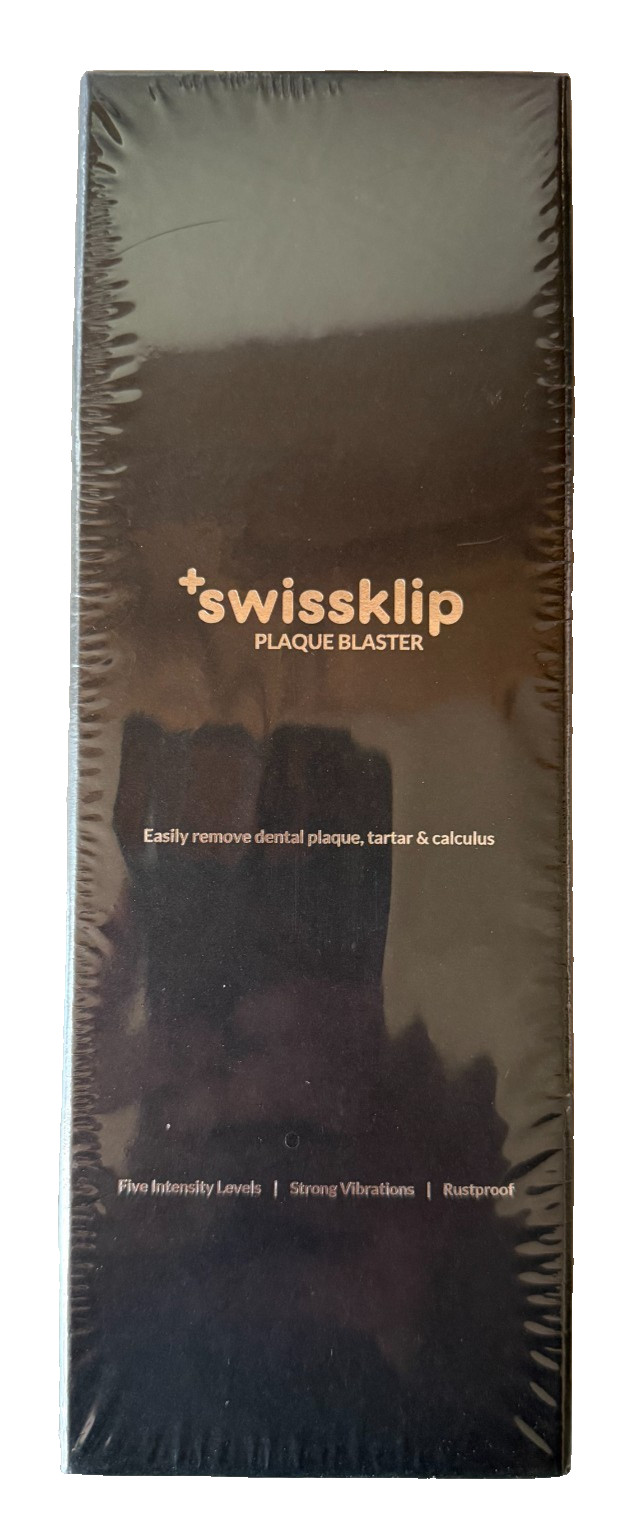 +swissklip
PLAQUE BLASTER
Easily remove dental plaque, tartar & calculus
Five Intensity Levels | Strong Vibrations | Rustproof